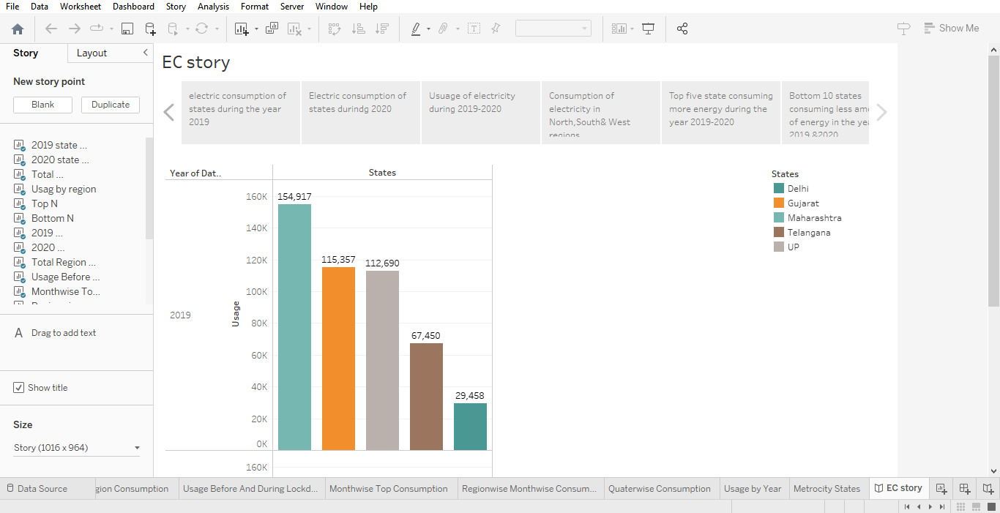 File Data Worksheet Dashboard Story Analysis Format Server Window Help
Show Me
Story Layout
New story point
Blank Duplicate
2019 state ...
2020 state ...
Total ...
Usag by region
Top N
Bottom N
2019 ...
2020 ...
Total Region ...
Usage Before ...
Monthwise To...
A Drag to add text
Show title
Size
Story (1016 x 964)
EC story
electric consumption of
states during the year
2019
Electric consumption of
states durindg 2020
Usuage of electricity
during 2019-2020
Consumption of
electricity in
North,South& West
regions
Top five state consuming
more energy during the
year 2019-2020
Bottom 10 states
consuming less am
of energy in the yea
2019 &2020
Year of Dat.. States
160K
140K
120K
100K
80K
60K
40K
20K
0K
160K
2019
Usage
154,917
115,357
112,690
67,450
29,458
States
Delhi
Gujarat
Maharashtra
Telangana
UP
Data Source gion Consumption Usage Before And During Lockd... Monthwise Top Consumption Regionwise Monthwise Consum... Quaterwise Consumption Usage by Year Metrocity States EC story